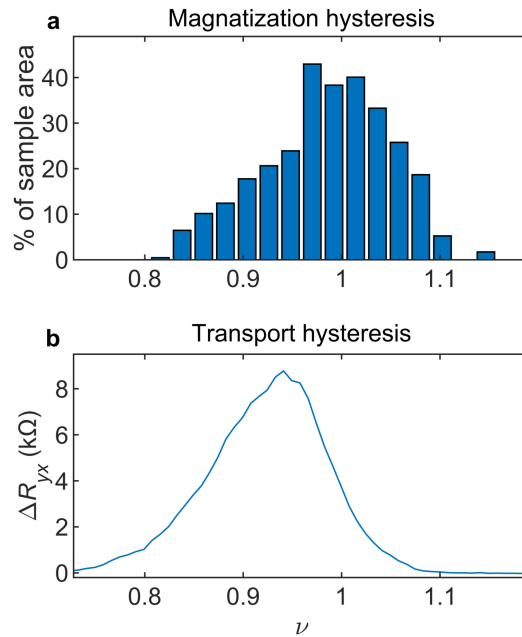 a Magnatization hysteresis
% of sample area
40
30
20
10
0
0.8 0.9 1 1.1
b Transport hysteresis
ΔRyx (kΩ)
8
6
4
2
0
0.8 0.9 1 1.1
ν